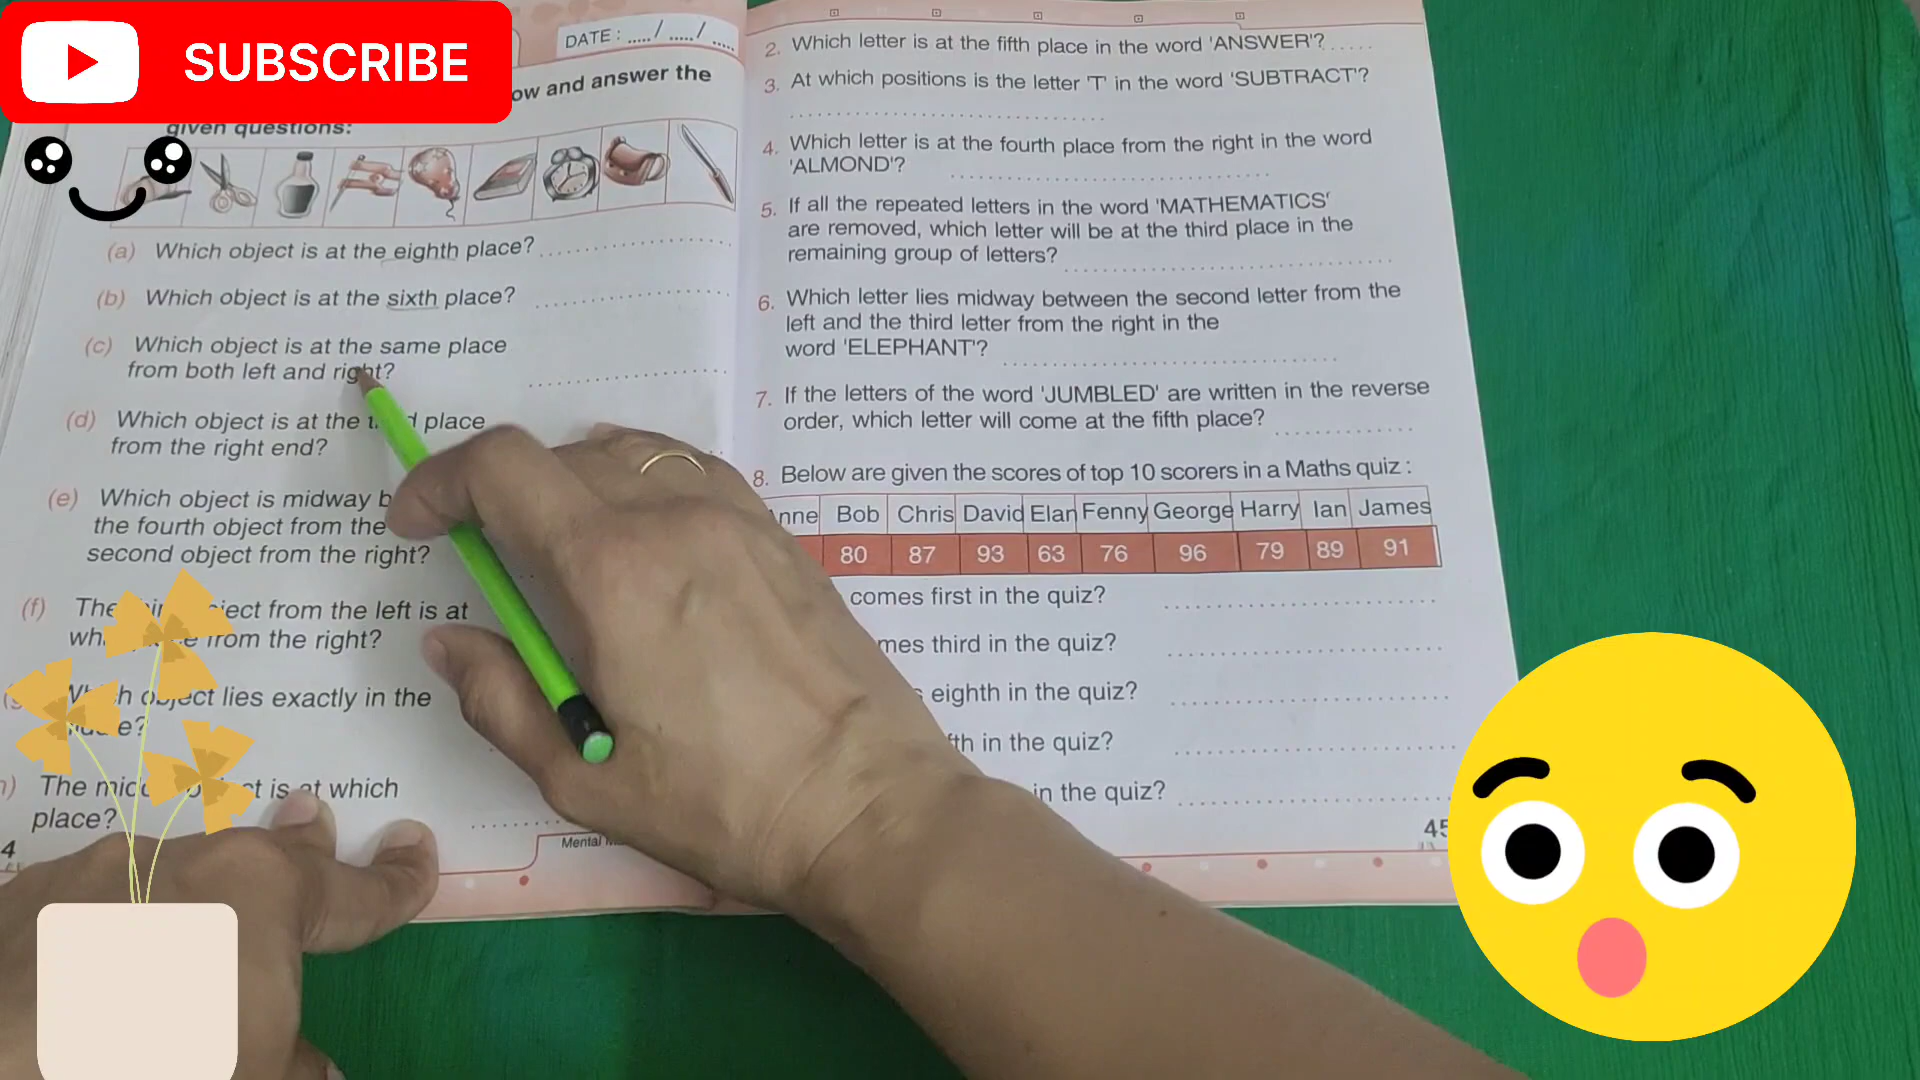 SUBSCRIBE
DATE : ..... / ..... / .....
ow and answer the
given questions:
(a) Which object is at the eighth place?
(b) Which object is at the sixth place?
(c) Which object is at the same place
from both left and right?
(d) Which object is at the place
from the right end?
(e) Which object is midway b
the fourth object from the
second object from the right?
(f) The object from the left is at
from the right?
object lies exactly in the
The is at which
place?
4
Mental
2. Which letter is at the fifth place in the word 'ANSWER'?
3. At which positions is the letter 'T' in the word 'SUBTRACT'?
4. Which letter is at the fourth place from the right in the word
'ALMOND'?
5. If all the repeated letters in the word 'MATHEMATICS'
are removed, which letter will be at the third place in the
remaining group of letters?
6. Which letter lies midway between the second letter from the
left and the third letter from the right in the
word 'ELEPHANT'?
7. If the letters of the word 'JUMBLED' are written in the reverse
order, which letter will come at the fifth place?
8. Below are given the scores of top 10 scorers in a Maths quiz :
nne Bob Chris David Elan Fenny George Harry Ian James
80 87 93 63 76 96 79 89 91
comes first in the quiz?
mes third in the quiz?
eighth in the quiz?
fth in the quiz?
in the quiz?
45